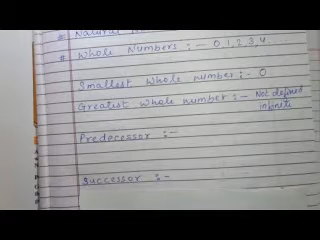 # Natural
# Whole Numbers :- 0,1,2,3,4....
Smallest whole number :- 0
Greatest whole number :- Not defined
infinite
Predecessor :-
Successor :-